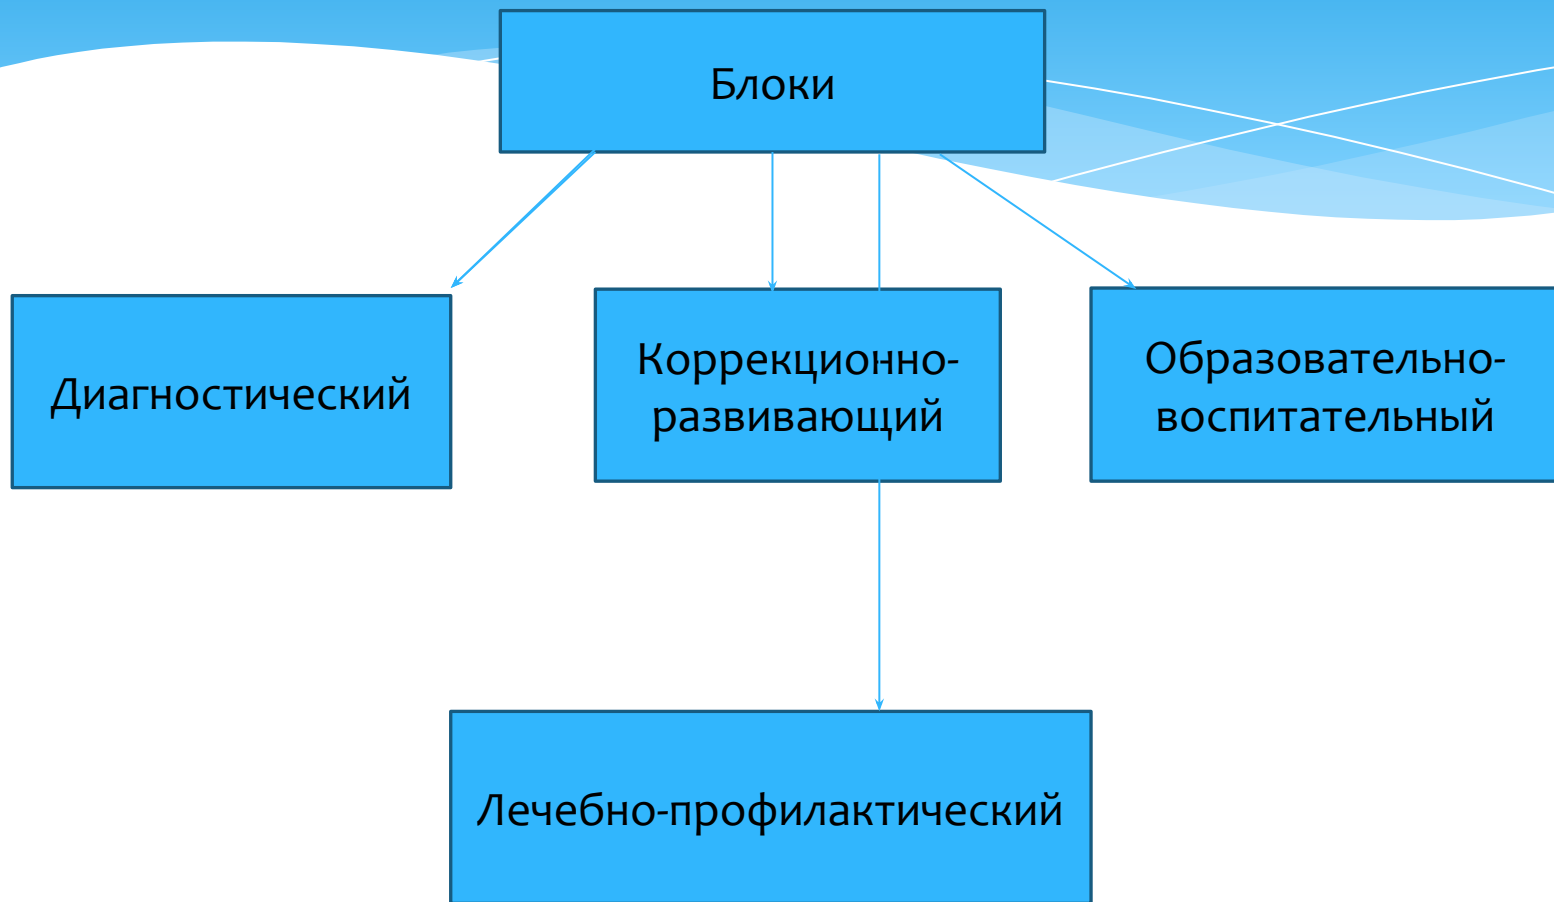 Блоки
Диагностический
Коррекционно-
развивающий
Образовательно-
воспитательный
Лечебно-профилактический